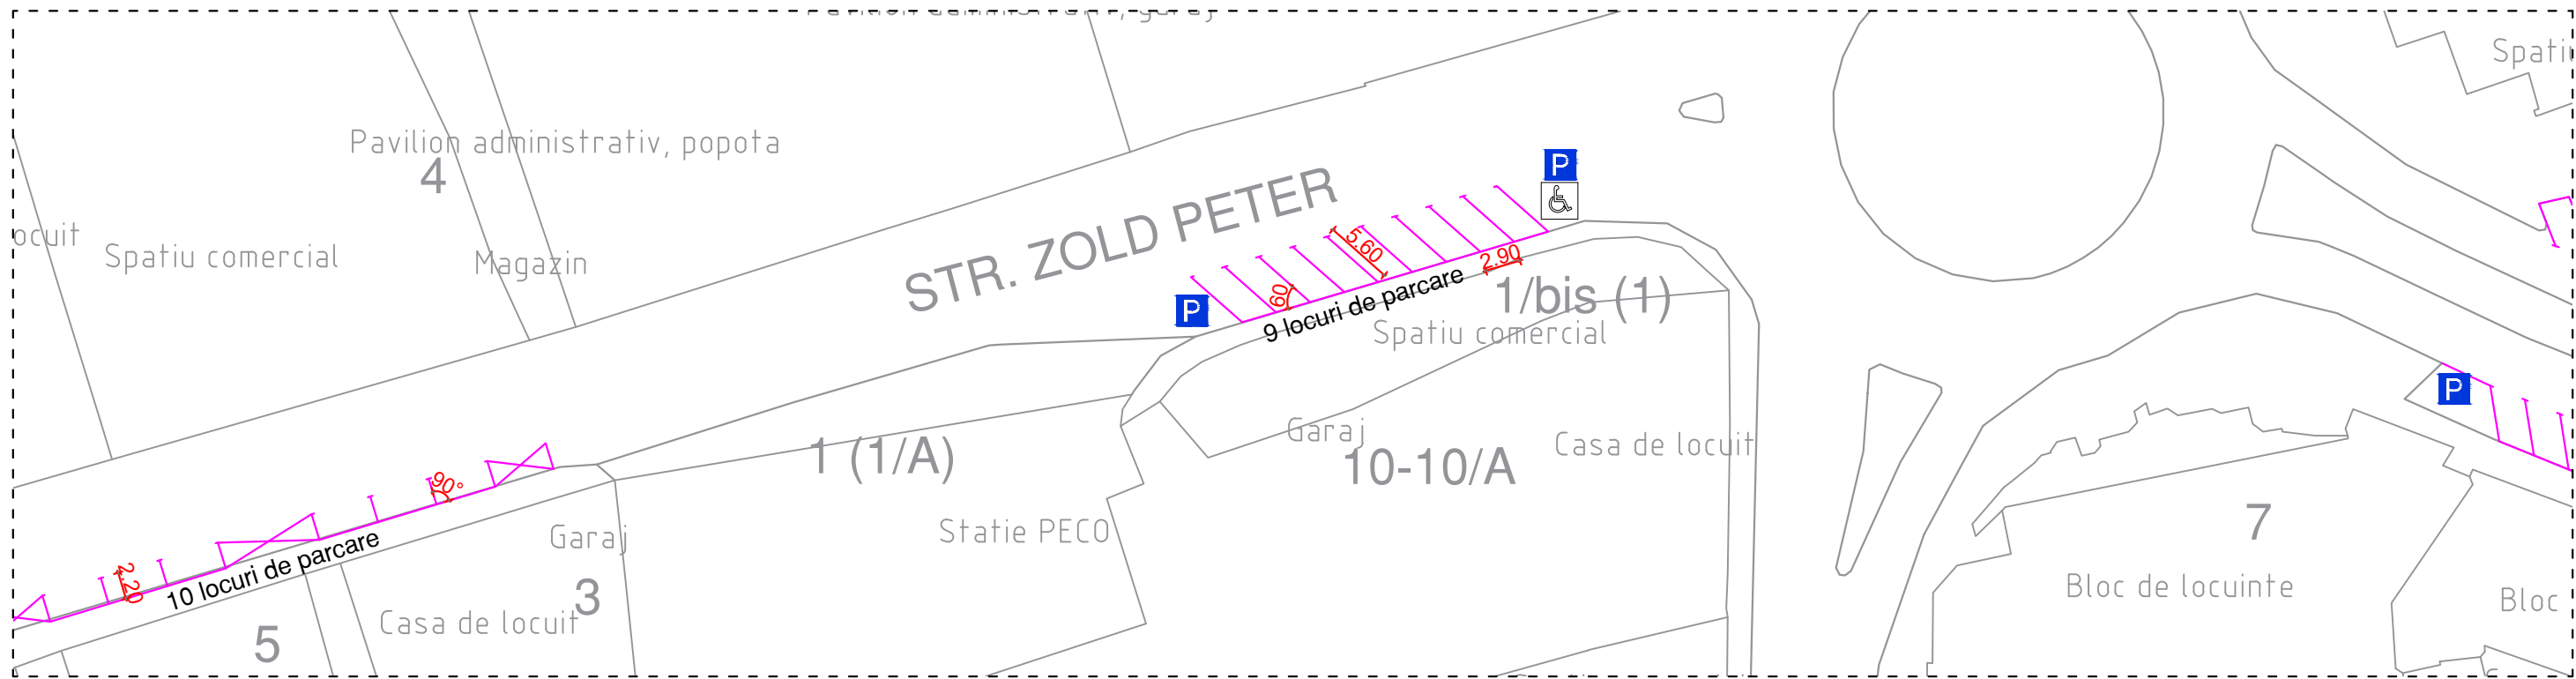 Spatiu
Pavilion administrativ, popota
4
P
STR. ZOLD PETER
ocuit
Spatiu comercial
Magazin
5.60
2.90
60
P
9 locuri de parcare
1/bis (1)
Spatiu comercial
P
Garaj
Casa de locuit
1 (1/A)
10-10/A
90°
Statie PECO
Garaj
7
10 locuri de parcare
2.20
3
Bloc de locuinte
Bloc
Casa de locuit
5